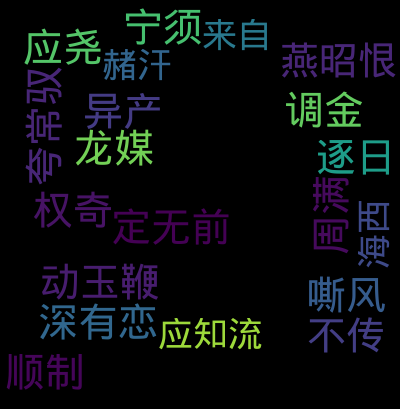 宁须
来自
应尧
赭汗
燕昭恨
夸常驭
异产
调金
龙媒
逐日
权奇
定无前
周满
海西
动玉鞭
深有恋
嘶风
应知流
不传
顺制